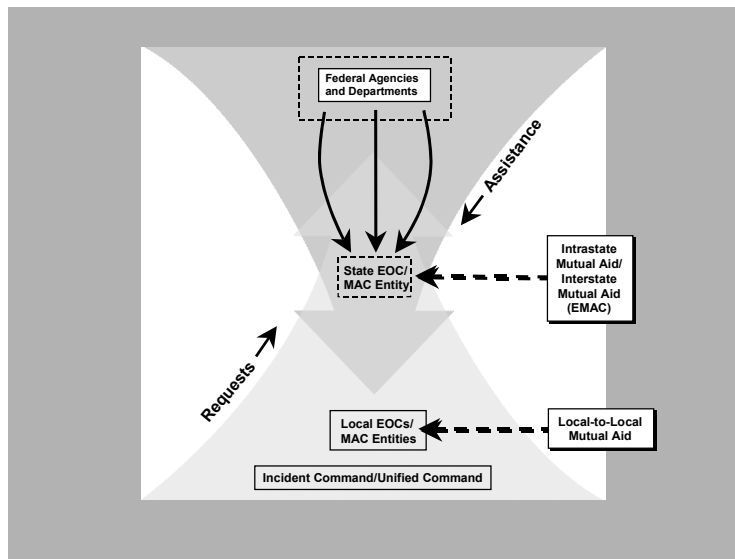 Federal Agencies
and Departments
Assistance
State EOC/
MAC Entity
Intrastate
Mutual Aid/
Interstate
Mutual Aid
(EMAC)
Requests
Local EOCs/
MAC Entities
Local-to-Local
Mutual Aid
Incident Command/Unified Command